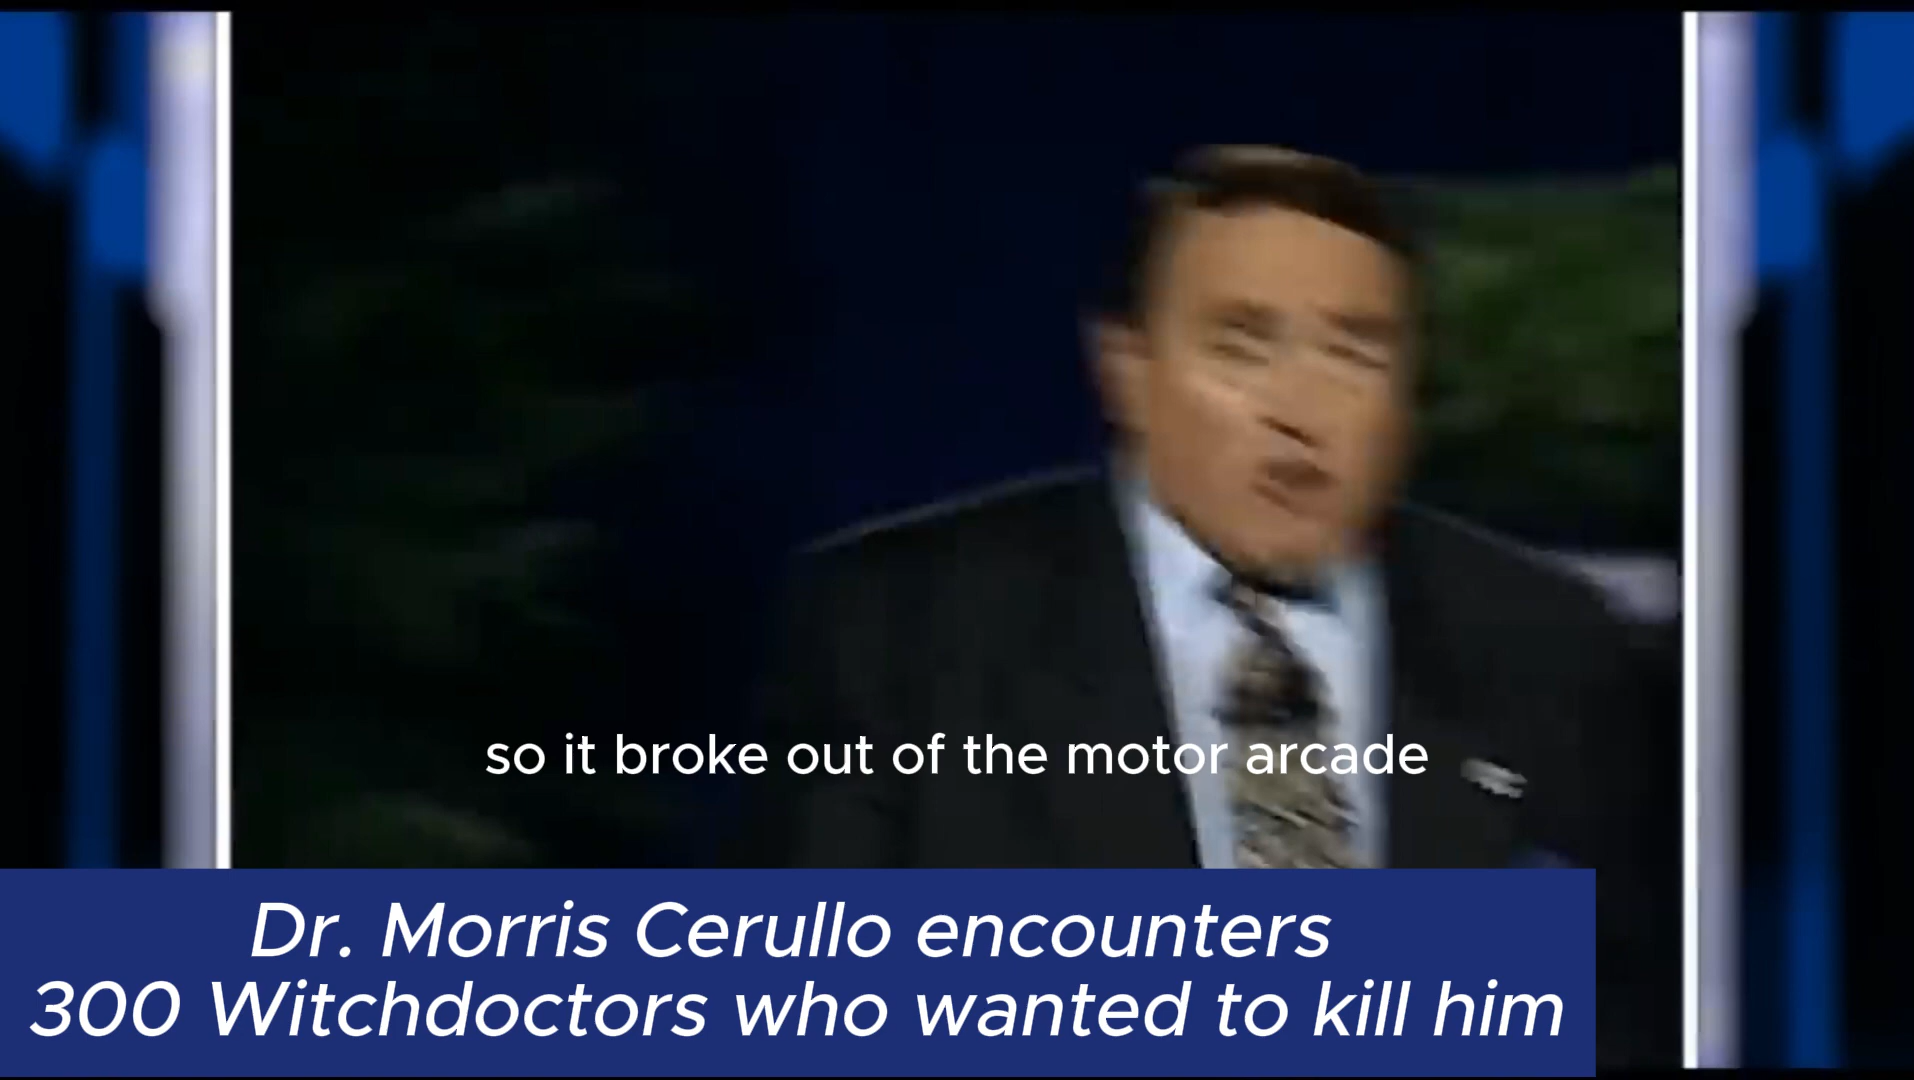 so it broke out of the motor arcade
Dr. Morris Cerullo encounters
300 Witchdoctors who wanted to kill him